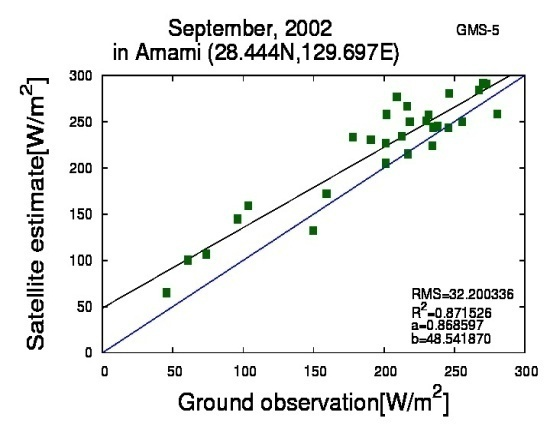 September, 2002
GMS-5
in Amami (28.444N,129.697E)
Satellite estimate[W/m²]
300
250
200
150
100
50
0
RMS=32.200336
R²=0.871526
a=0.868597
b=48.541870
0 50 100 150 200 250 300
Ground observation[W/m²]